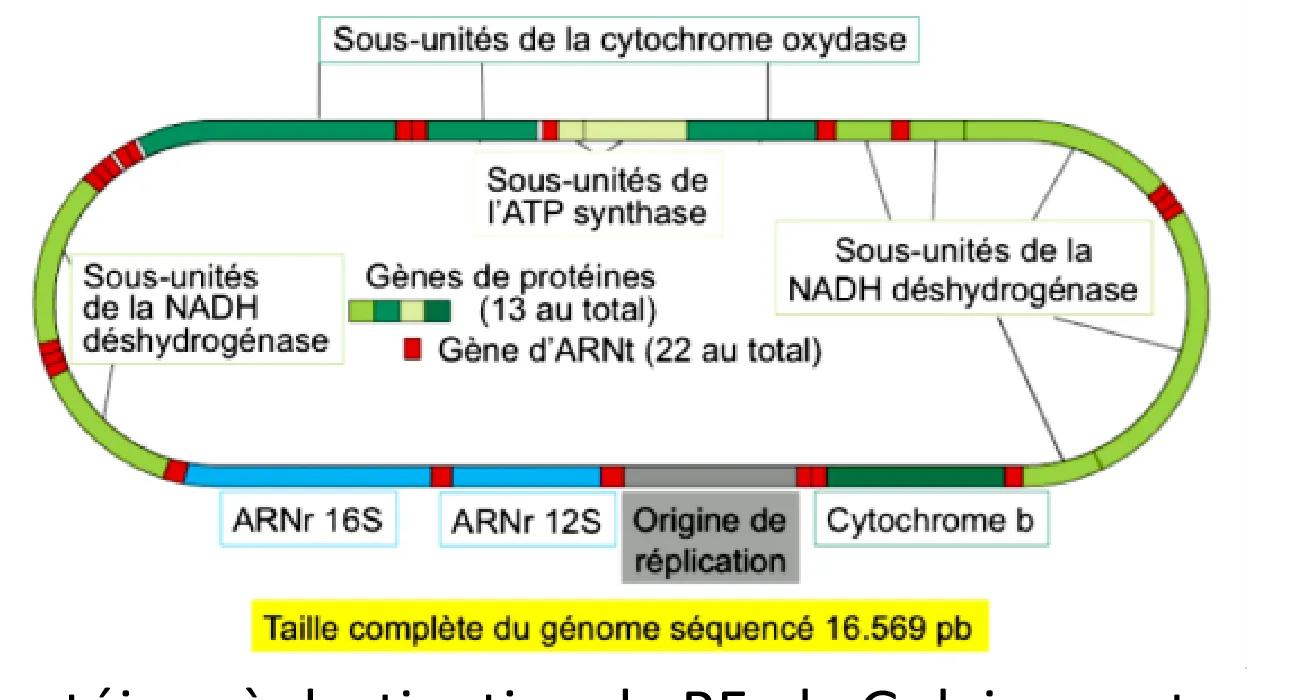 Sous-unités de la cytochrome oxydase
Sous-unités de
l'ATP synthase
Sous-unités de la
NADH déshydrogénase
Sous-unités
de la NADH
déshydrogénase
Gènes de protéines
(13 au total)
Gène d'ARNt (22 au total)
ARNr 16S
ARNr 12S
Origine de
réplication
Cytochrome b
Taille complète du génome séquencé 16.569 pb